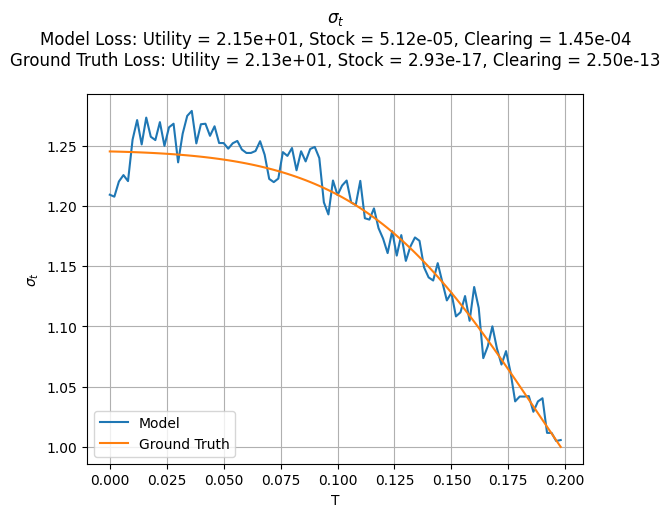 σ_t
Model Loss: Utility = 2.15e+01, Stock = 5.12e-05, Clearing = 1.45e-04
Ground Truth Loss: Utility = 2.13e+01, Stock = 2.93e-17, Clearing = 2.50e-13
1.25
1.20
1.15
1.10
1.05
1.00
σ_t
Model
Ground Truth
0.000 0.025 0.050 0.075 0.100 0.125 0.150 0.175 0.200
T